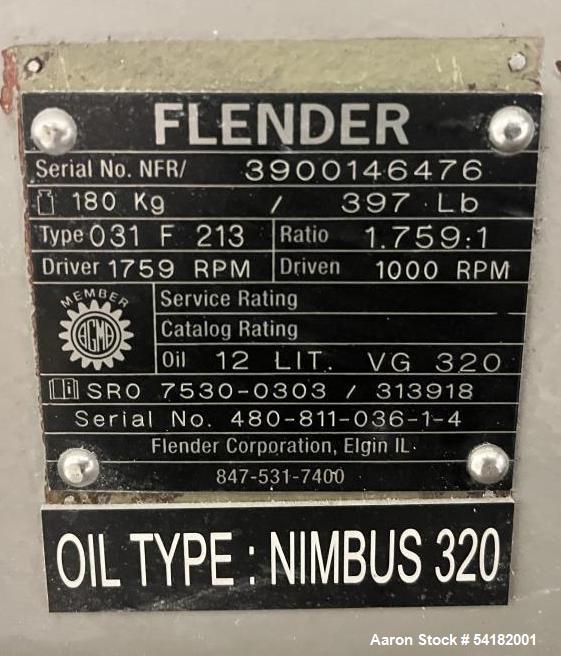 FLENDER
Serial No. NFR/ 3900146476
180 Kg / 397 Lb
Type 031 F 213 Ratio 1.759:1
Driver 1759 RPM Driven 1000 RPM
MEMBER
AGMA
Service Rating
Catalog Rating
Oil 12 LIT. VG 320
SRO 7530-0303 / 313918
Serial No. 480-811-036-1-4
Flender Corporation, Elgin IL.
847-531-7400
OIL TYPE : NIMBUS 320
Aaron Stock # 54182001